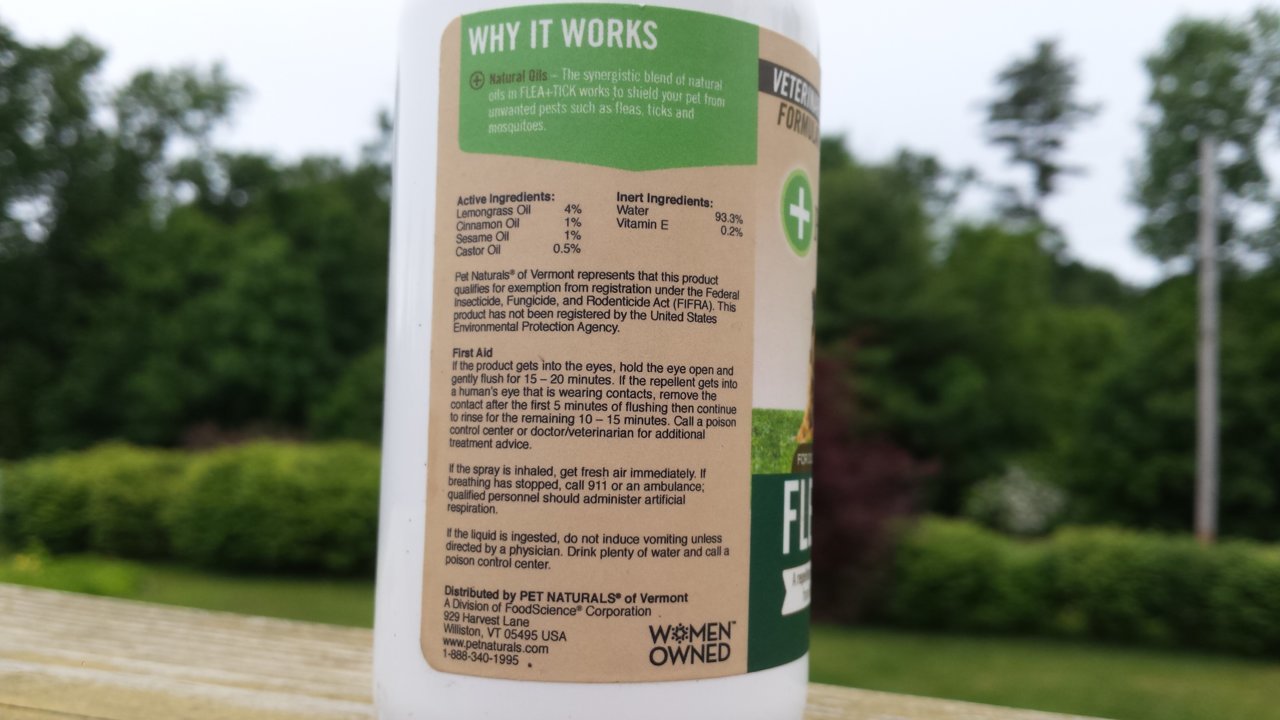 WHY IT WORKS
Natural Oils – The synergistic blend of natural
oils in FLEA+TICK works to shield your pet from
unwanted pests such as fleas, ticks and
mosquitoes.
Active Ingredients:
Lemongrass Oil 4%
Cinnamon Oil 1%
Sesame Oil 1%
Castor Oil 0.5%
Inert Ingredients:
Water 93.3%
Vitamin E 0.2%
Pet Naturals® of Vermont represents that this product
qualifies for exemption from registration under the Federal
Insecticide, Fungicide, and Rodenticide Act (FIFRA). This
product has not been registered by the United States
Environmental Protection Agency.
First Aid
If the product gets into the eyes, hold the eye open and
gently flush for 15 – 20 minutes. If the repellent gets into
a human's eye that is wearing contacts, remove the
contact after the first 5 minutes of flushing then continue
to rinse for the remaining 10 – 15 minutes. Call a poison
control center or doctor/veterinarian for additional
treatment advice.
If the spray is inhaled, get fresh air immediately. If
breathing has stopped, call 911 or an ambulance;
qualified personnel should administer artificial
respiration.
If the liquid is ingested, do not induce vomiting unless
directed by a physician. Drink plenty of water and call a
poison control center.
Distributed by PET NATURALS® of Vermont
A Division of FoodScience® Corporation
929 Harvest Lane
Williston, VT 05495 USA
www.petnaturals.com
1-888-340-1995
WOMEN™
OWNED